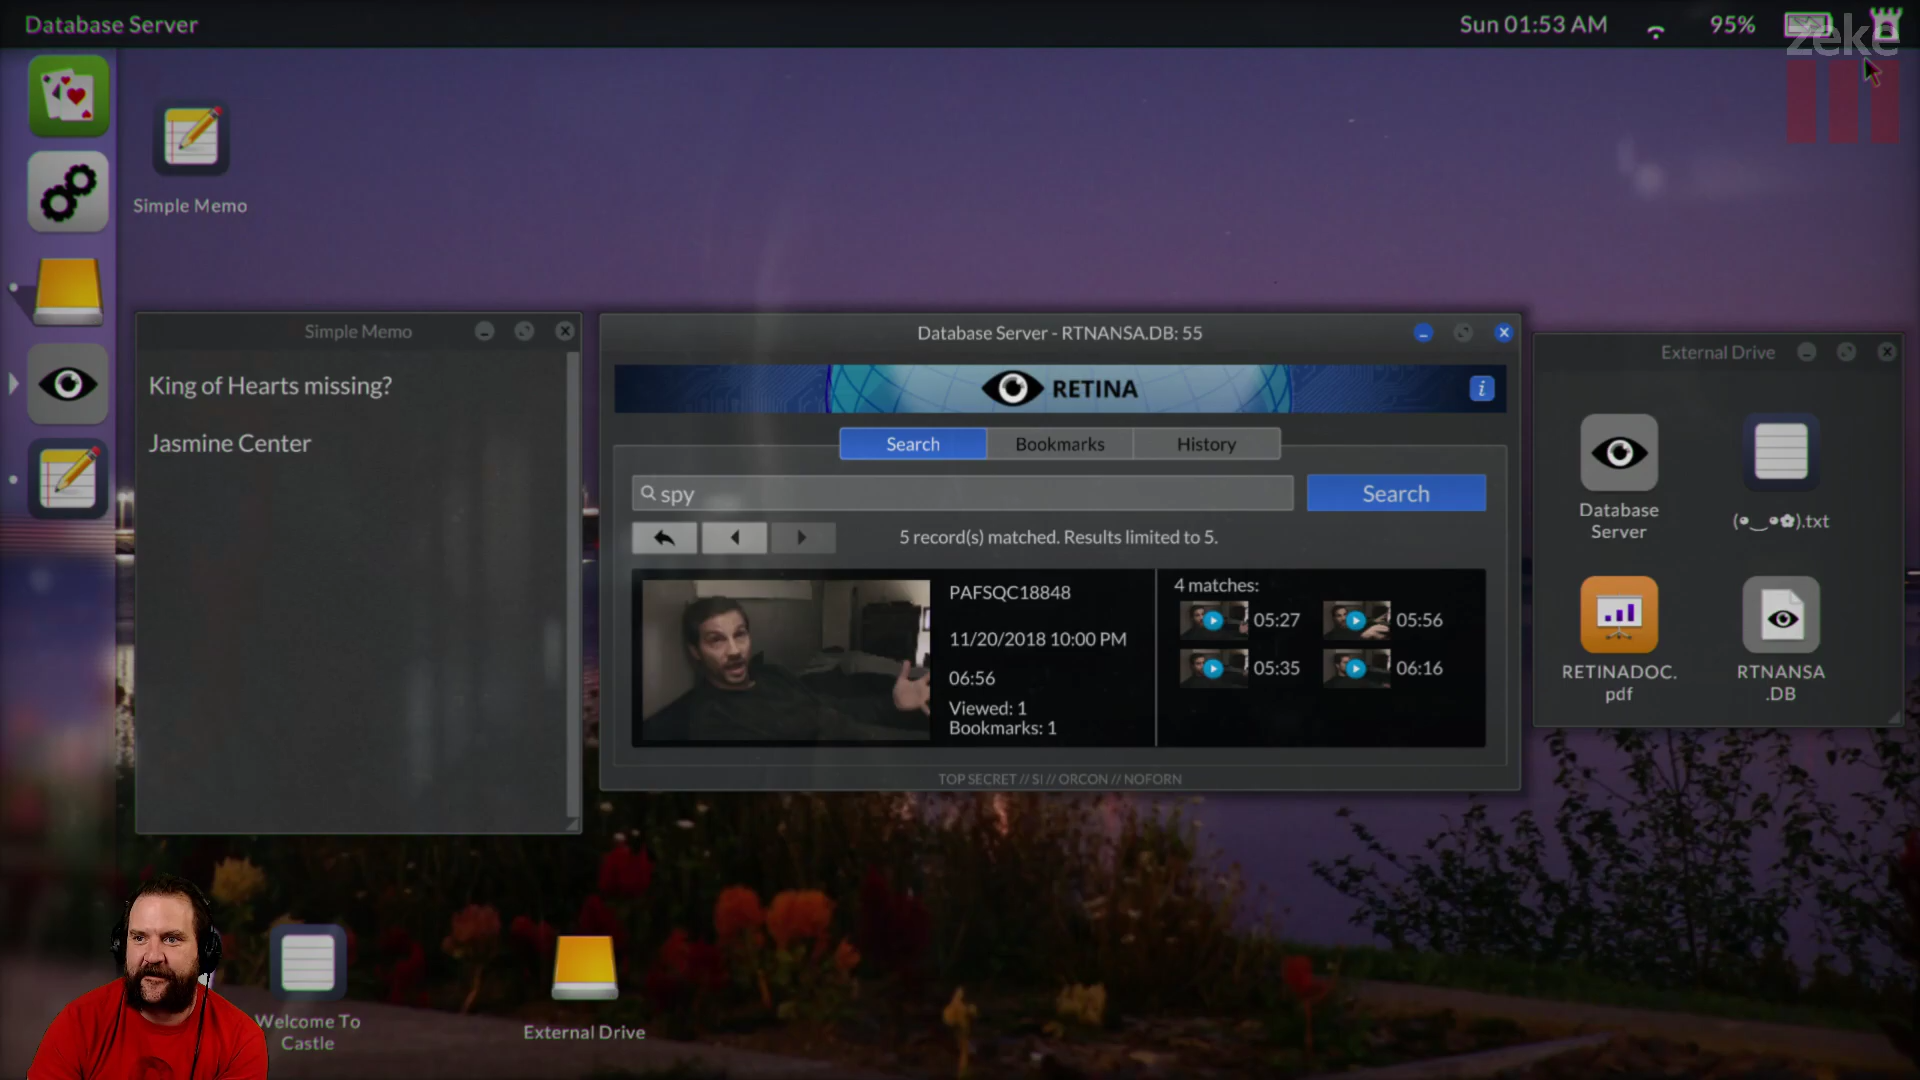 Database Server
Sun 01:53 AM
95%
zeke
Simple Memo
Simple Memo
King of Hearts missing?
Jasmine Center
Database Server - RTNANSA.DB: 55
RETINA
i
Search
Bookmarks
History
spy
Search
5 record(s) matched. Results limited to 5.
PAFSQC18848
11/20/2018 10:00 PM
06:56
Viewed: 1
Bookmarks: 1
4 matches:
05:27
05:56
05:35
06:16
TOP SECRET // SI // ORCON // NOFORN
External Drive
Database
Server
(•‿•✿).txt
RETINADOC.
pdf
RTNANSA
.DB
Welcome To
Castle
External Drive